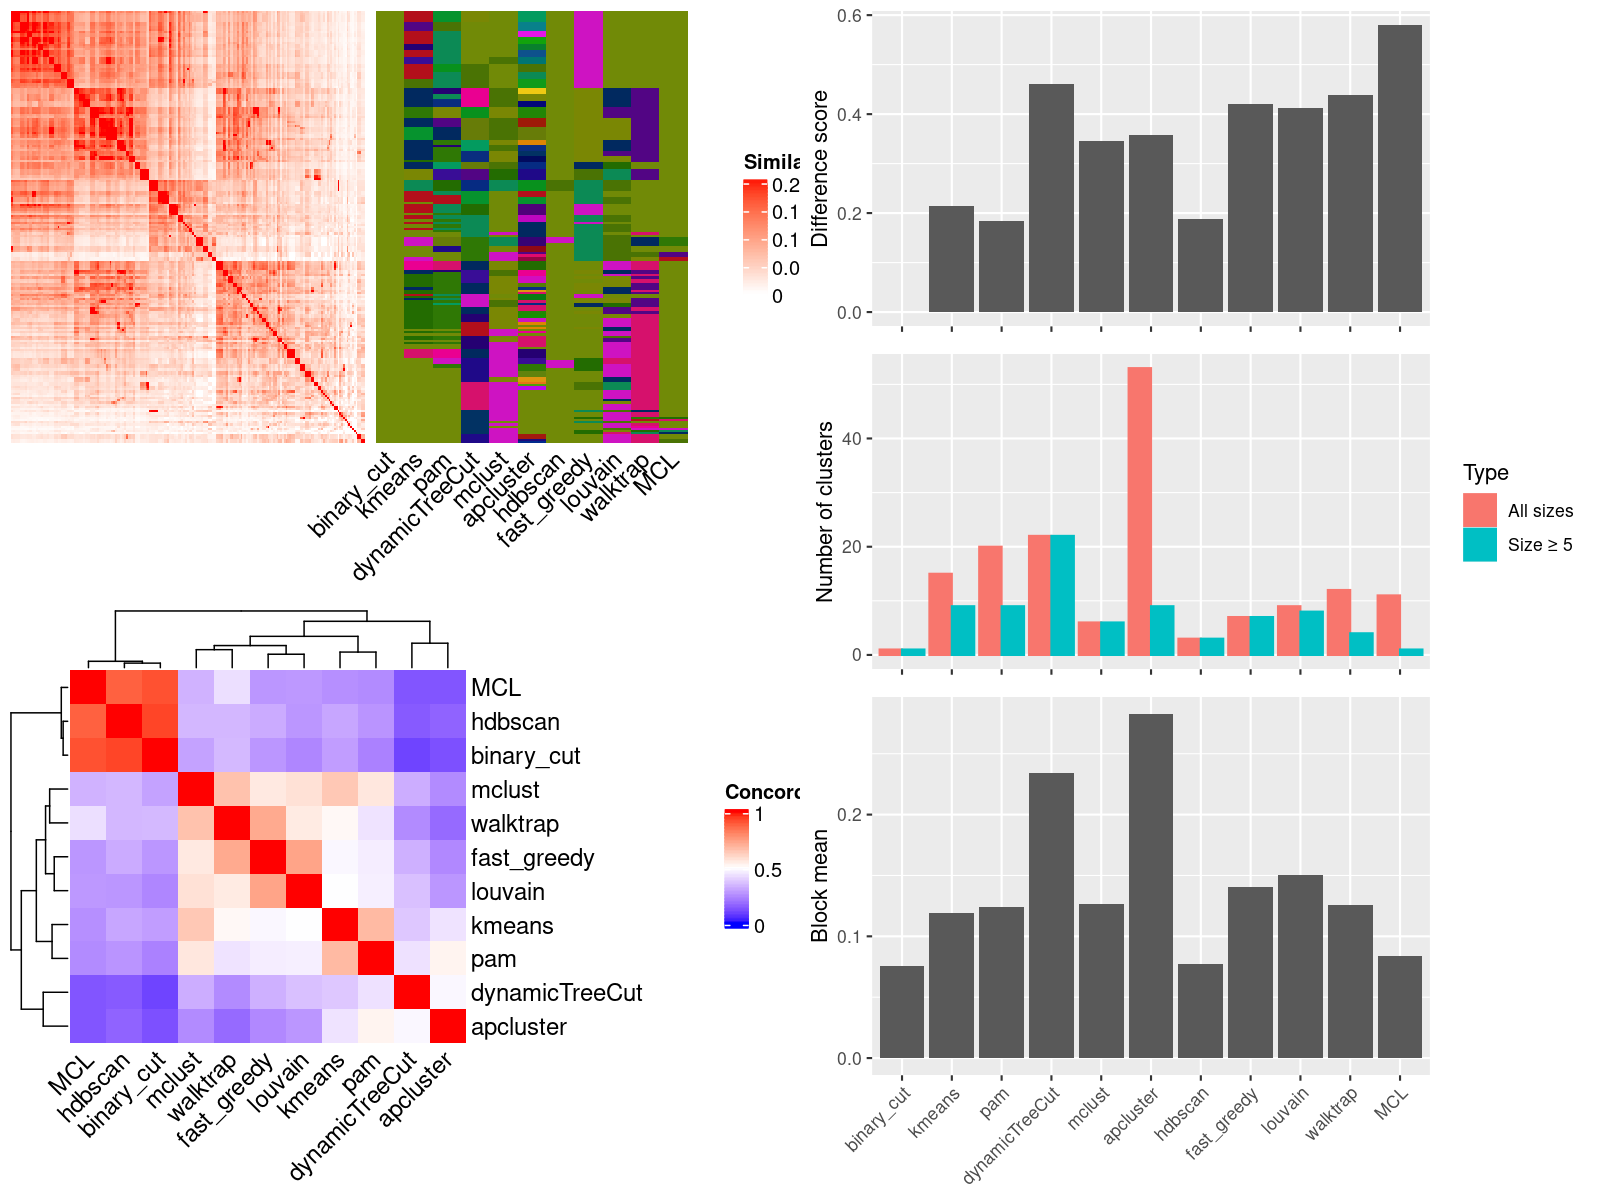 Simila
0.2
0.1
0.1
0.0
0
binary_cut
kmeans
pam
dynamicTreeCut
mclust
apcluster
hdbscan
fast_greedy
louvain
walktrap
MCL
MCL
hdbscan
binary_cut
mclust
walktrap
fast_greedy
louvain
kmeans
pam
dynamicTreeCut
apcluster
MCL
hdbscan
binary_cut
mclust
walktrap
fast_greedy
louvain
kmeans
pam
dynamicTreeCut
apcluster
Concord
1
0.5
0
Difference score
0.6
0.4
0.2
0.0
Number of clusters
40
20
0
Type
All sizes
Size ≥ 5
Block mean
0.2
0.1
0.0
binary_cut
kmeans
pam
dynamicTreeCut
mclust
apcluster
hdbscan
fast_greedy
louvain
walktrap
MCL